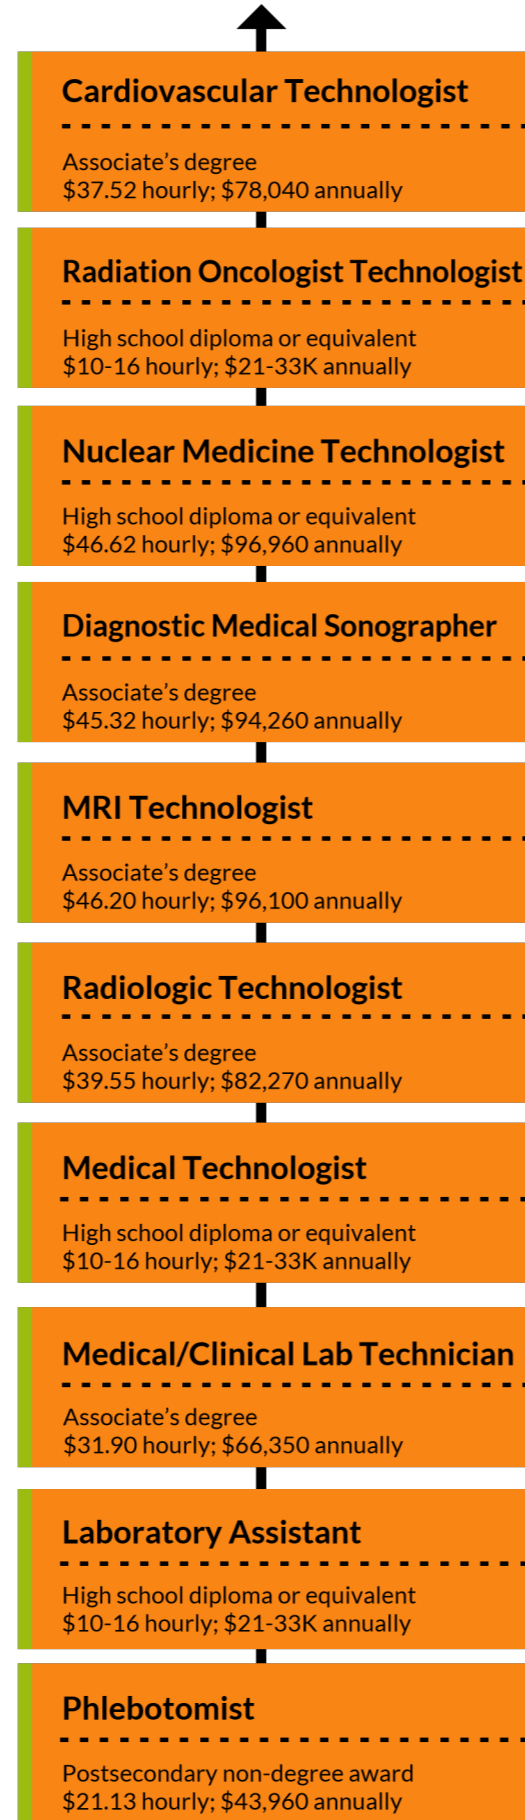 Cardiovascular Technologist
Associate’s degree
$37.52 hourly; $78,040 annually
Radiation Oncologist Technologist
High school diploma or equivalent
$10-16 hourly; $21-33K annually
Nuclear Medicine Technologist
High school diploma or equivalent
$46.62 hourly; $96,960 annually
Diagnostic Medical Sonographer
Associate’s degree
$45.32 hourly; $94,260 annually
MRI Technologist
Associate’s degree
$46.20 hourly; $96,100 annually
Radiologic Technologist
Associate’s degree
$39.55 hourly; $82,270 annually
Medical Technologist
High school diploma or equivalent
$10-16 hourly; $21-33K annually
Medical/Clinical Lab Technician
Associate’s degree
$31.90 hourly; $66,350 annually
Laboratory Assistant
High school diploma or equivalent
$10-16 hourly; $21-33K annually
Phlebotomist
Postsecondary non-degree award
$21.13 hourly; $43,960 annually